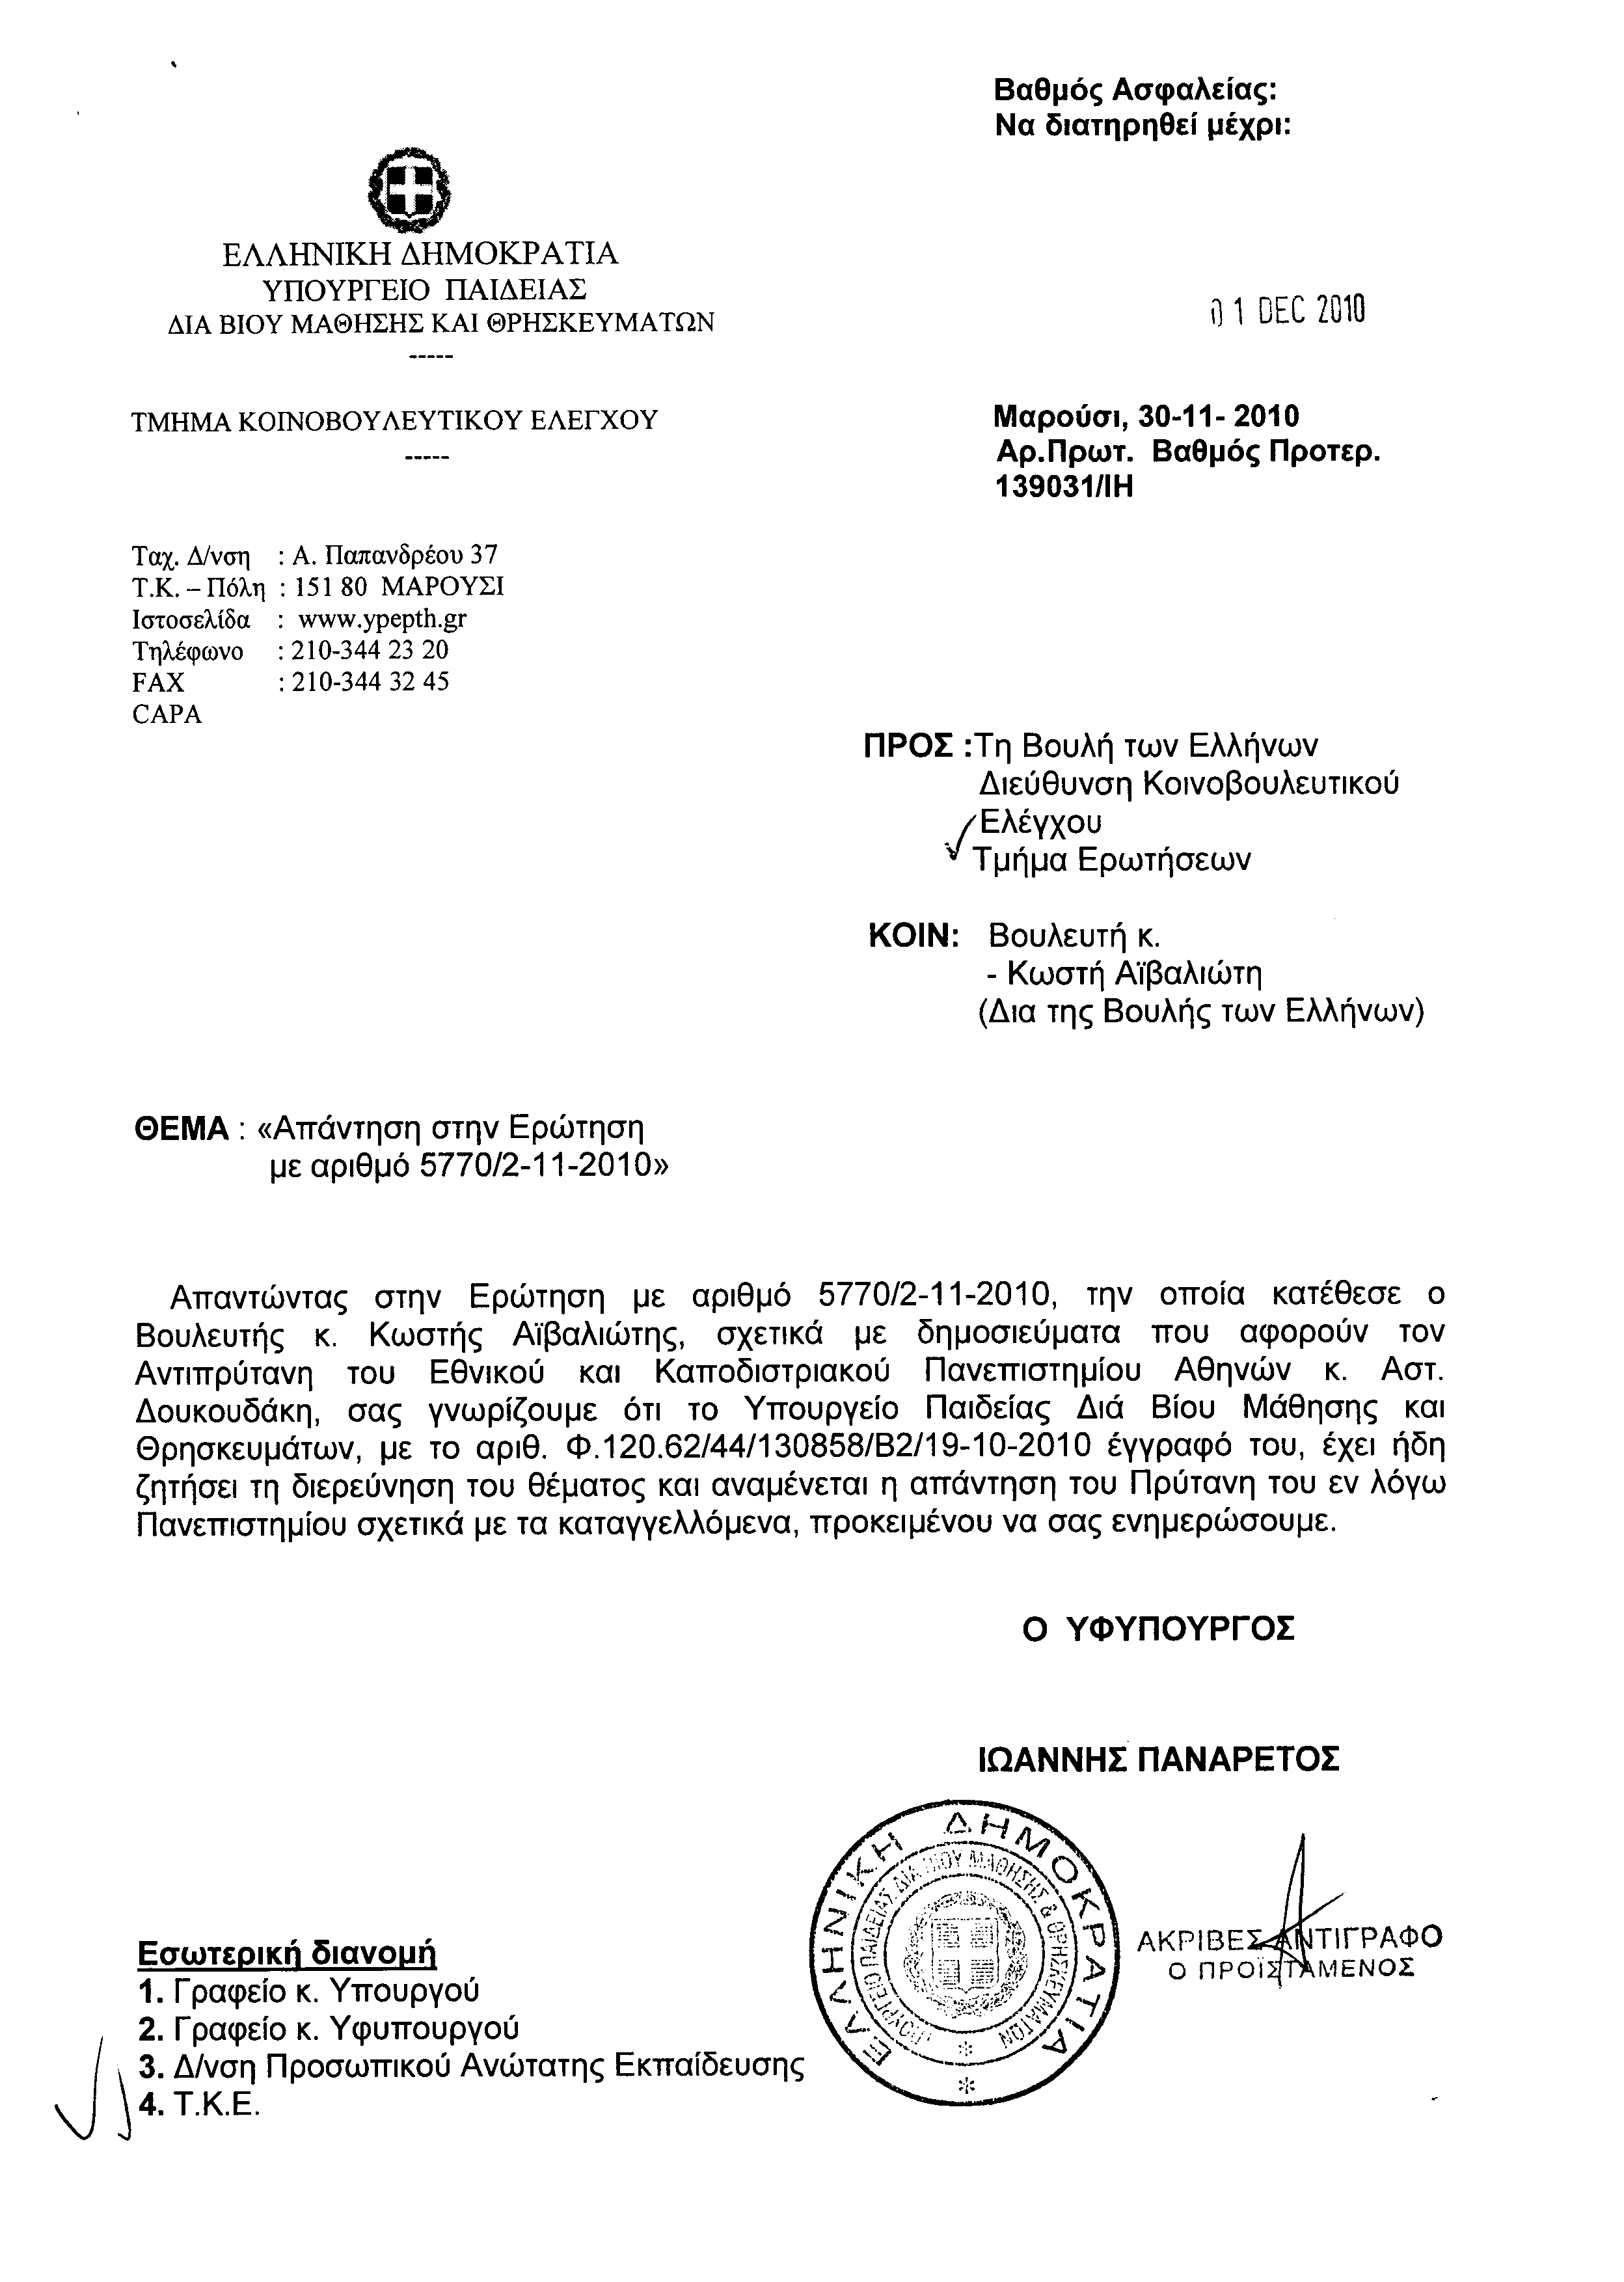 Βαθμός Ασφαλείας:
Να διατηρηθεί μέχρι:
ΕΛΛΗΝΙΚΗ ΔΗΜΟΚΡΑΤΙΑ
ΥΠΟΥΡΓΕΙΟ ΠΑΙΔΕΙΑΣ
ΔΙΑ ΒΙΟΥ ΜΑΘΗΣΗΣ ΚΑΙ ΘΡΗΣΚΕΥΜΑΤΩΝ
-----
01 DEC 2010
ΤΜΗΜΑ ΚΟΙΝΟΒΟΥΛΕΥΤΙΚΟΥ ΕΛΕΓΧΟΥ
-----
Μαρούσι, 30-11- 2010
Αρ.Πρωτ. Βαθμός Προτερ.
139031/ΙΗ
Ταχ. Δ/νση : Α. Παπανδρέου 37
Τ.Κ. – Πόλη : 151 80 ΜΑΡΟΥΣΙ
Ιστοσελίδα : www.ypepth.gr
Τηλέφωνο : 210-344 23 20
FAX : 210-344 32 45
CAPA
ΠΡΟΣ :Τη Βουλή των Ελλήνων
Διεύθυνση Κοινοβουλευτικού
Ελέγχου
Τμήμα Ερωτήσεων
ΚΟΙΝ: Βουλευτή κ.
- Κωστή Αϊβαλιώτη
(Δια της Βουλής των Ελλήνων)
ΘΕΜΑ : «Απάντηση στην Ερώτηση
με αριθμό 5770/2-11-2010»
Απαντώντας στην Ερώτηση με αριθμό 5770/2-11-2010, την οποία κατέθεσε ο
Βουλευτής κ. Κωστής Αϊβαλιώτης, σχετικά με δημοσιεύματα που αφορούν τον
Αντιπρύτανη του Εθνικού και Καποδιστριακού Πανεπιστημίου Αθηνών κ. Αστ.
Δουκουδάκη, σας γνωρίζουμε ότι το Υπουργείο Παιδείας Διά Βίου Μάθησης και
Θρησκευμάτων, με το αριθ. Φ.120.62/44/130858/Β2/19-10-2010 έγγραφό του, έχει ήδη
ζητήσει τη διερεύνηση του θέματος και αναμένεται η απάντηση του Πρύτανη του εν λόγω
Πανεπιστημίου σχετικά με τα καταγγελλόμενα, προκειμένου να σας ενημερώσουμε.
Ο ΥΦΥΠΟΥΡΓΟΣ
ΙΩΑΝΝΗΣ ΠΑΝΑΡΕΤΟΣ
ΕΛΛΗΝΙΚΗ ΔΗΜΟΚΡΑΤΙΑ
ΥΠΟΥΡΓΕΙΟ ΠΑΙΔΕΙΑΣ ΔΙΑ ΒΙΟΥ ΜΑΘΗΣΗΣ & ΘΡΗΣΚΕΥΜΑΤΩΝ
ΑΚΡΙΒΕΣ ΑΝΤΙΓΡΑΦΟ
Ο ΠΡΟΪΣΤΑΜΕΝΟΣ
Εσωτερική διανομή
1. Γραφείο κ. Υπουργού
2. Γραφείο κ. Υφυπουργού
3. Δ/νση Προσωπικού Ανώτατης Εκπαίδευσης
4. Τ.Κ.Ε.